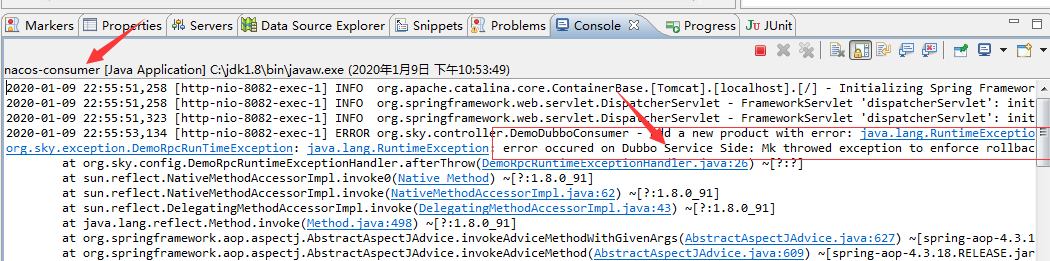 Markers Properties Servers Data Source Explorer Snippets Problems Console Progress JUnit
nacos-consumer [Java Application] C:\jdk1.8\bin\javaw.exe (2020年1月9日 下午10:53:49)
2020-01-09 22:55:51,258 [http-nio-8082-exec-1] INFO org.apache.catalina.core.ContainerBase.[Tomcat].[localhost].[/] - Initializing Spring Framewor
2020-01-09 22:55:51,258 [http-nio-8082-exec-1] INFO org.springframework.web.servlet.DispatcherServlet - FrameworkServlet 'dispatcherServlet': init
2020-01-09 22:55:51,323 [http-nio-8082-exec-1] INFO org.springframework.web.servlet.DispatcherServlet - FrameworkServlet 'dispatcherServlet': init
2020-01-09 22:55:53,134 [http-nio-8082-exec-1] ERROR org.sky.controller.DemoDubboConsumer - add a new product with error: java.lang.RuntimeExceptio
org.sky.exception.DemoRpcRunTimeException: java.lang.RuntimeException: error occured on Dubbo Service Side: Mk throwed exception to enforce rollbac
at org.sky.config.DemoRpcRuntimeExceptionHandler.afterThrow(DemoRpcRuntimeExceptionHandler.java:26) ~[?:?]
at sun.reflect.NativeMethodAccessorImpl.invoke0(Native Method) ~[?:1.8.0_91]
at sun.reflect.NativeMethodAccessorImpl.invoke(NativeMethodAccessorImpl.java:62) ~[?:1.8.0_91]
at sun.reflect.DelegatingMethodAccessorImpl.invoke(DelegatingMethodAccessorImpl.java:43) ~[?:1.8.0_91]
at java.lang.reflect.Method.invoke(Method.java:498) ~[?:1.8.0_91]
at org.springframework.aop.aspectj.AbstractAspectJAdvice.invokeAdviceMethodWithGivenArgs(AbstractAspectJAdvice.java:627) ~[spring-aop-4.3.1
at org.springframework.aop.aspectj.AbstractAspectJAdvice.invokeAdviceMethod(AbstractAspectJAdvice.java:609) ~[spring-aop-4.3.18.RELEASE.jar